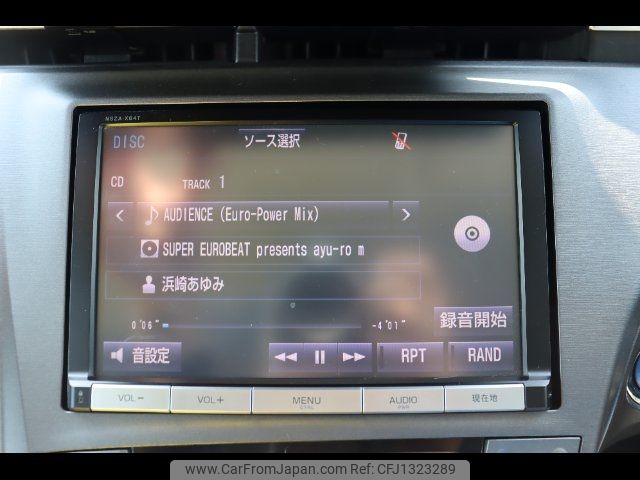 NSZA-X64T
DISC
ソース選択
CD TRACK 1
< AUDIENCE (Euro-Power Mix) >
SUPER EUROBEAT presents ayu-ro m
浜崎あゆみ
0'06" -4'01"
録音開始
音設定 RPT RAND
VOL− VOL+ MENU AUDIO 現在地
www.CarFromJapan.com - CFJ1323289